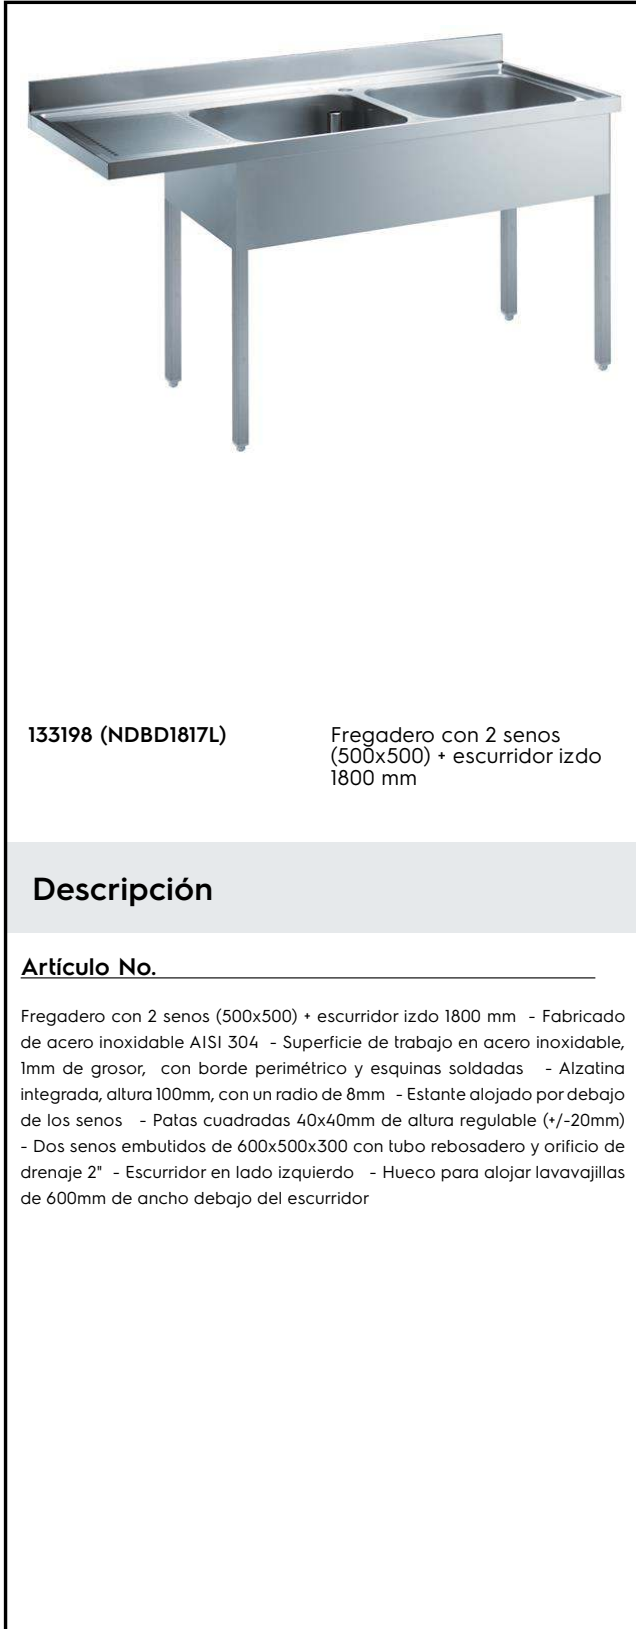 133198 (NDBD1817L)
Fregadero con 2 senos
(500x500) + escurrido izdo
1800 mm
Descripción
Artículo No.
Fregadero con 2 senos (500x500) + escurridor izdo 1800 mm - Fabricado
de acero inoxidable AISI 304 - Superficie de trabajo en acero inoxidable,
1mm de grosor, con borde perimétrico y esquinas soldadas - Alzatina
integrada, altura 100mm, con un radio de 8mm - Estante alojado por debajo
de los senos - Patas cuadradas 40x40mm de altura regulable (+/-20mm)
- Dos senos embutidos de 600x500x300 con tubo rebosadero y orificio de
drenaje 2" - Escurridor en lado izquierdo - Hueco para alojar lavavajillas
de 600mm de ancho debajo del escurridor